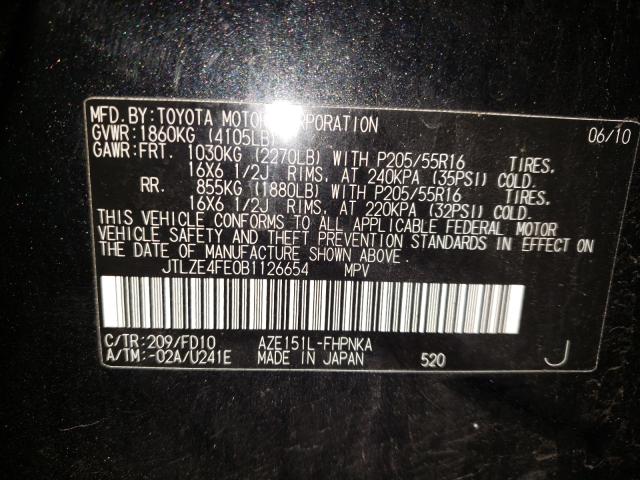 MFD. BY: TOYOTA MOTOR CORPORATION 06/10
GVWR: 1860KG (4105LB)
GAWR: FRT. 1030KG (2270LB) WITH P205/55R16 TIRES,
16X6 1/2J RIMS, AT 240KPA (35PSI) COLD.
RR. 855KG (1880LB) WITH P205/55R16 TIRES,
16X6 1/2J RIMS, AT 220KPA (32PSI) COLD.
THIS VEHICLE CONFORMS TO ALL APPLICABLE FEDERAL MOTOR
VEHICLE SAFETY AND THEFT PREVENTION STANDARDS IN EFFECT ON
THE DATE OF MANUFACTURE SHOWN ABOVE.
JTLZE4FE0B1126654 MPV
C/TR: 209/FD10 AZE151L-FHPNKA
A/TM: -02A/U241E MADE IN JAPAN 520 J